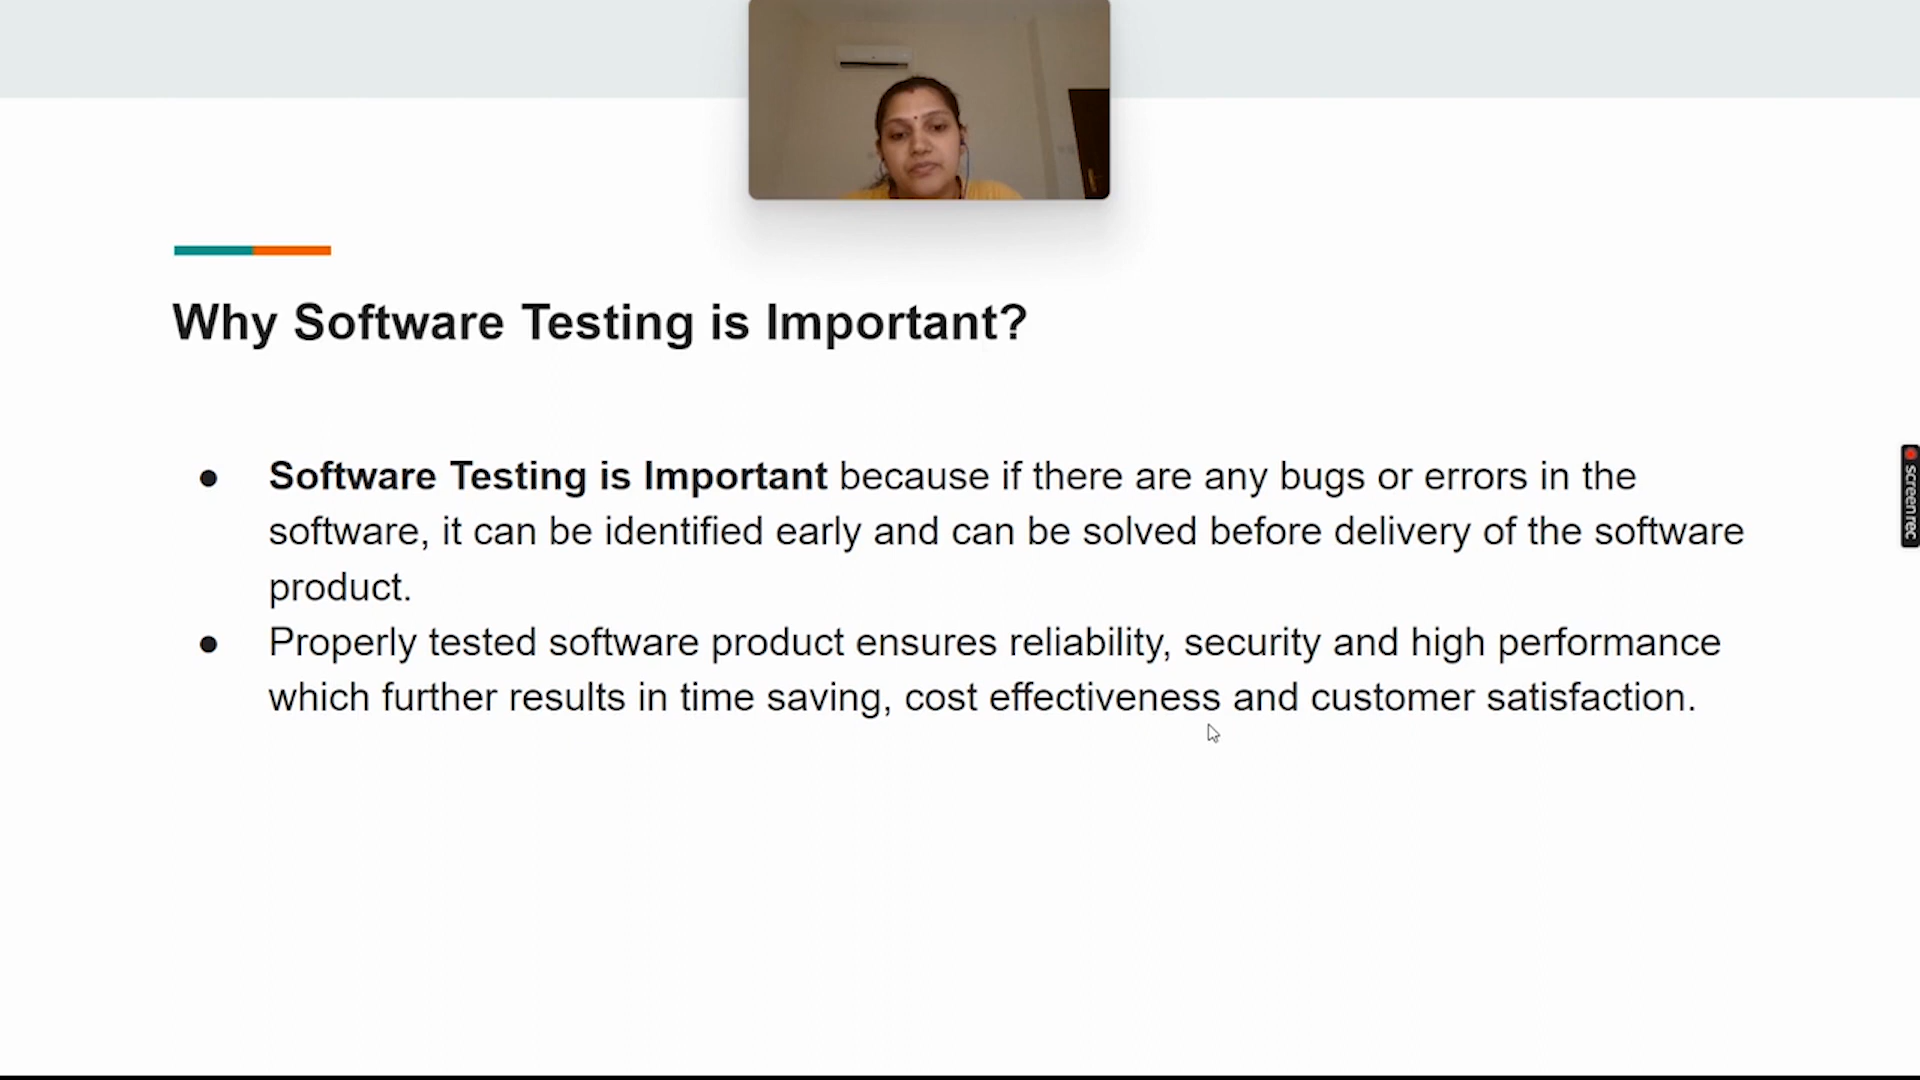 Why Software Testing is Important?
● Software Testing is Important because if there are any bugs or errors in the
software, it can be identified early and can be solved before delivery of the software
product.
● Properly tested software product ensures reliability, security and high performance
which further results in time saving, cost effectiveness and customer satisfaction.
screenrec